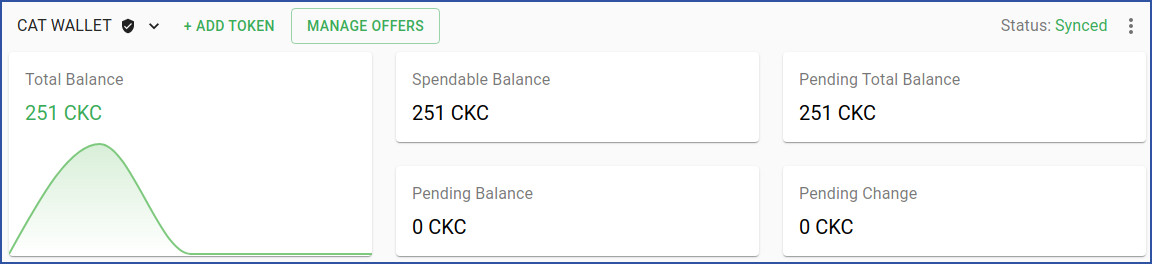 CAT WALLET + ADD TOKEN MANAGE OFFERS Status: Synced
Total Balance
251 CKC
Spendable Balance
251 CKC
Pending Total Balance
251 CKC
Pending Balance
0 CKC
Pending Change
0 CKC